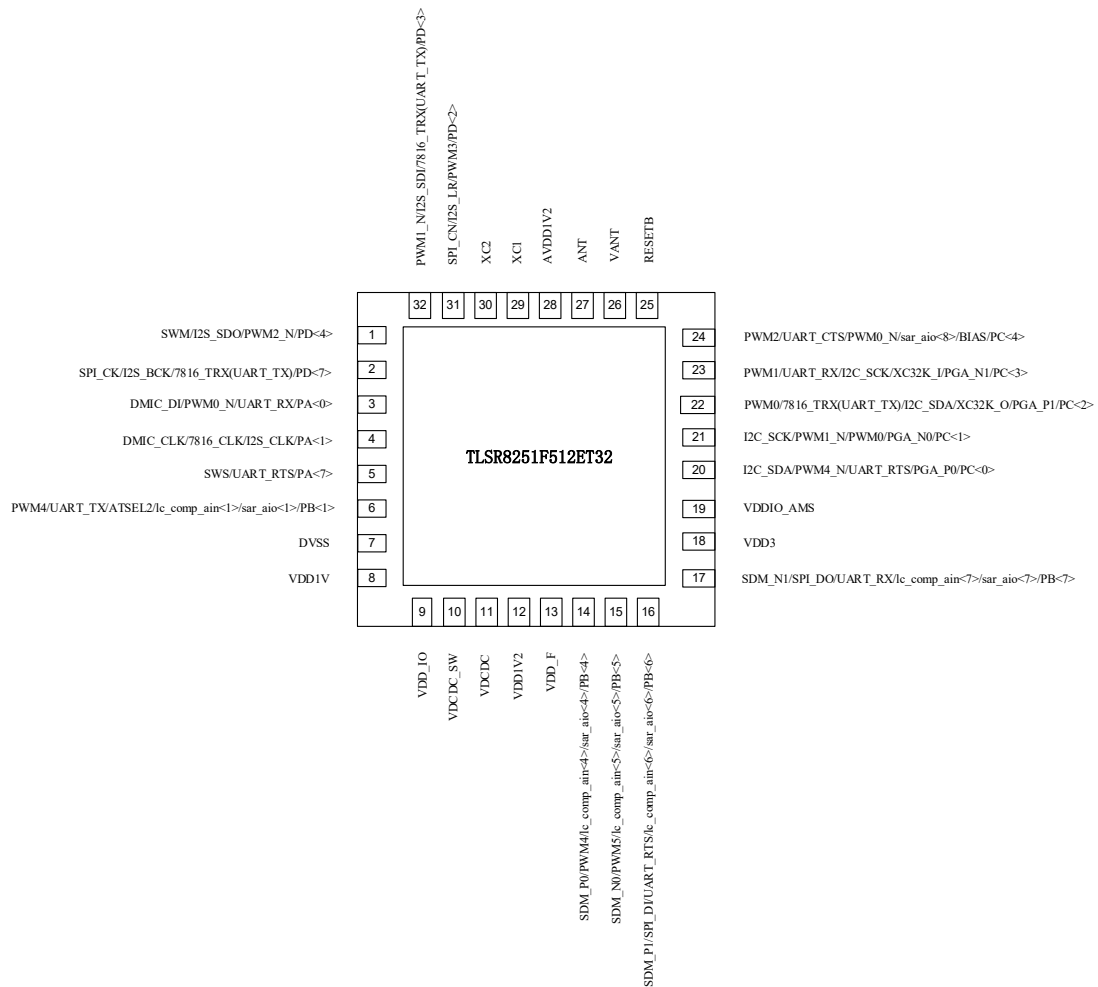 PWM1_N/I2S_SDI/7816_TRX(UART_TX)/PD<3>
SPI_CN/I2S_LR/PWM3/PD<2>
XC2
XC1
AVDD1V2
ANT
VANT
RESETB
32
31
30
29
28
27
26
25
SWM/I2S_SDO/PWM2_N/PD<4>
1
SPI_CK/I2S_BCK/7816_TRX(UART_TX)/PD<7>
2
DMIC_DI/PWM0_N/UART_RX/PA<0>
3
DMIC_CLK/7816_CLK/I2S_CLK/PA<1>
4
SWS/UART_RTS/PA<7>
5
PWM4/UART_TX/ATSEL2/lc_comp_ain<1>/sar_aio<1>/PB<1>
6
DVSS
7
VDD1V
8
TLSR8251F512ET32
24
PWM2/UART_CTS/PWM0_N/sar_aio<8>/BIAS/PC<4>
23
PWM1/UART_RX/I2C_SCK/XC32K_I/PGA_N1/PC<3>
22
PWM0/7816_TRX(UART_TX)/I2C_SDA/XC32K_O/PGA_P1/PC<2>
21
I2C_SCK/PWM1_N/PWM0/PGA_N0/PC<1>
20
I2C_SDA/PWM4_N/UART_RTS/PGA_P0/PC<0>
19
VDDIO_AMS
18
VDD3
17
SDM_N1/SPI_DO/UART_RX/lc_comp_ain<7>/sar_aio<7>/PB<7>
9
10
11
12
13
14
15
16
VDD_IO
VDCDC_SW
VDCDC
VDD1V2
VDD_F
SDM_P0/PWM4/lc_comp_ain<4>/sar_aio<4>/PB<4>
SDM_N0/PWM5/lc_comp_ain<5>/sar_aio<5>/PB<5>
SDM_P1/SPI_DI/UART_RTS/lc_comp_ain<6>/sar_aio<6>/PB<6>